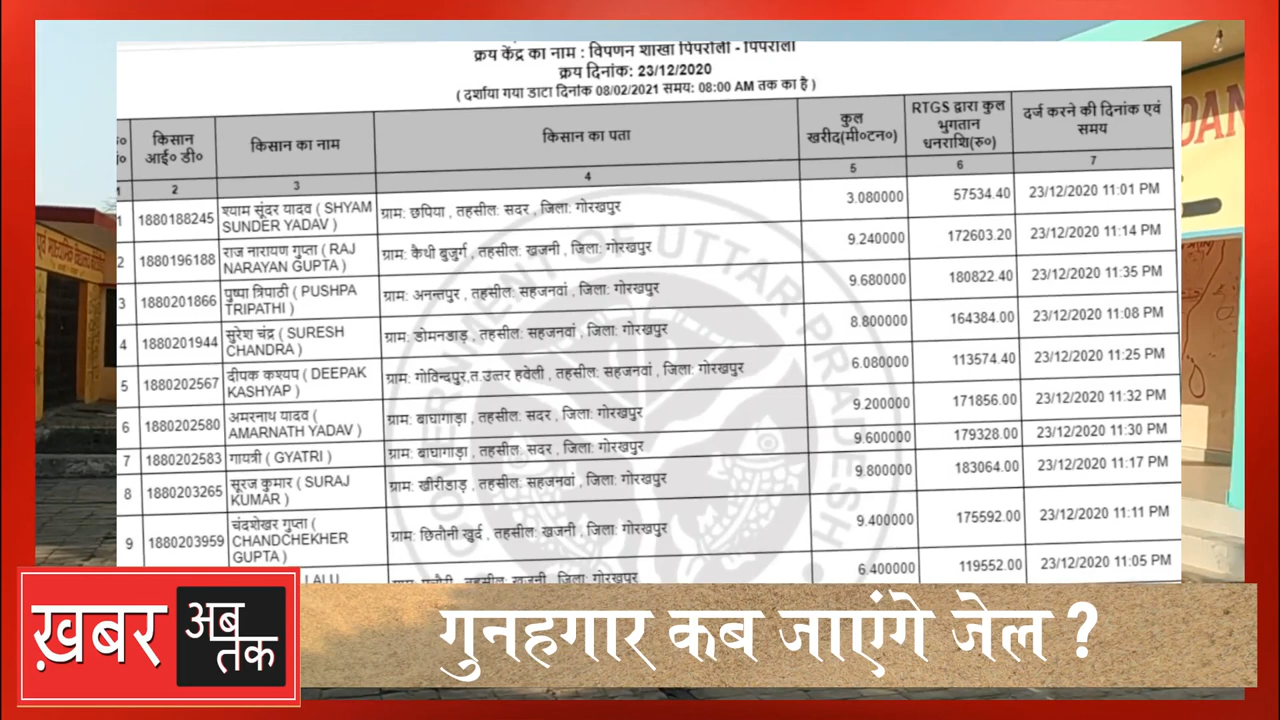 क्रय केंद्र का नाम : विपणन शाखा पिपरौली - पिपरौली
क्रय दिनांक: 23/12/2020
( दर्शाया गया डाटा दिनांक 08/02/2021 समय: 08:00 AM तक का है )
किसान आई० डी० किसान का नाम किसान का पता कुल खरीद(मी०टन०) RTGS द्वारा कुल भुगतान धनराशि(रु०) दर्ज करने की दिनांक एवं समय
1 2 3 4 5 6 7
1 1880188245 श्याम सूंदर यादव ( SHYAM SUNDER YADAV ) ग्राम: छपिया , तहसील: सदर , जिला: गोरखपुर 3.080000 57534.40 23/12/2020 11:01 PM
2 1880196188 राज नारायण गुप्ता ( RAJ NARAYAN GUPTA ) ग्राम: कैथी बुजुर्ग , तहसील: खजनी , जिला: गोरखपुर 9.240000 172603.20 23/12/2020 11:14 PM
3 1880201866 पुष्पा त्रिपाठी ( PUSHPA TRIPATHI ) ग्राम: अनन्तपुर , तहसील: सहजनवां , जिला: गोरखपुर 9.680000 180822.40 23/12/2020 11:35 PM
4 1880201944 सुरेश चंद्र ( SURESH CHANDRA ) ग्राम: डोमनडाड़ , तहसील: सहजनवां , जिला: गोरखपुर 8.800000 164384.00 23/12/2020 11:08 PM
5 1880202567 दीपक कश्यप ( DEEPAK KASHYAP ) ग्राम: गोविन्दपुर,त.उत्तर हवेली , तहसील: सहजनवां , जिला: गोरखपुर 6.080000 113574.40 23/12/2020 11:25 PM
6 1880202580 अमरनाथ यादव ( AMARNATH YADAV ) ग्राम: बाघागाड़ा , तहसील: सदर , जिला: गोरखपुर 9.200000 171856.00 23/12/2020 11:32 PM
7 1880202583 गायत्री ( GYATRI ) ग्राम: बाघागाड़ा , तहसील: सदर , जिला: गोरखपुर 9.600000 179328.00 23/12/2020 11:30 PM
8 1880203265 सूरज कुमार ( SURAJ KUMAR ) ग्राम: खीरीडाड़ , तहसील: सहजनवां , जिला: गोरखपुर 9.800000 183064.00 23/12/2020 11:17 PM
9 1880203959 चंदशेखर गुप्ता ( CHANDCHEKHER GUPTA ) ग्राम: छितौनी खुर्द , तहसील: खजनी , जिला: गोरखपुर 9.400000 175592.00 23/12/2020 11:11 PM
LALU तहसील: खजनी , जिला: गोरखपुर 6.400000 119552.00 23/12/2020 11:05 PM
GOVERNMENT OF UTTAR PRADESH
ख़बर अब तक
गुनहगार कब जाएंगे जेल ?